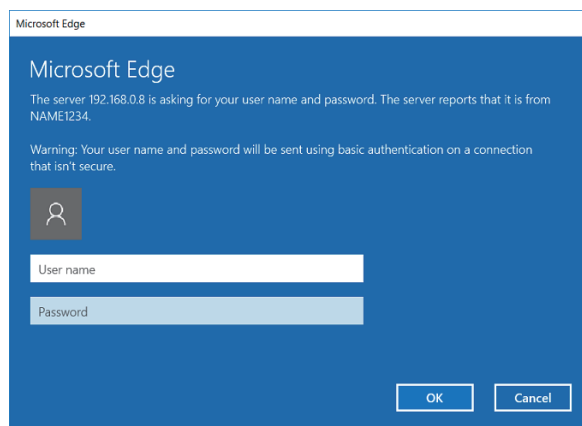 Microsoft Edge
Microsoft Edge
The server 192.168.0.8 is asking for your user name and password. The server reports that it is from
NAME1234.
Warning: Your user name and password will be sent using basic authentication on a connection
that isn't secure.
User name
Password
OK
Cancel